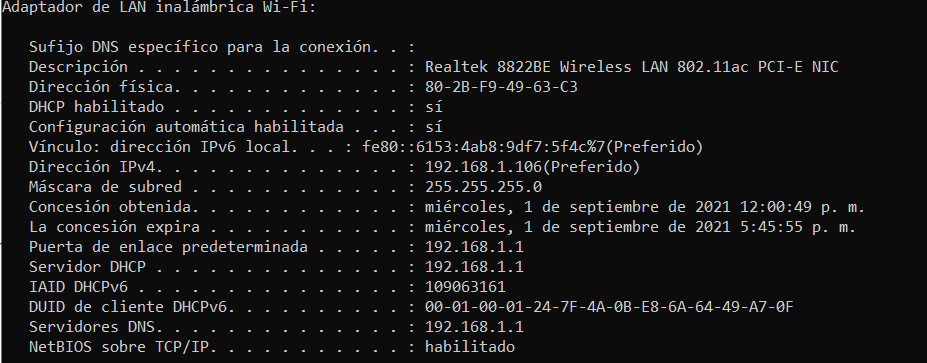 Adaptador de LAN inalámbrica Wi-Fi:
Sufijo DNS específico para la conexión. . :
Descripción . . . . . . . . . . . . . . . : Realtek 8822BE Wireless LAN 802.11ac PCI-E NIC
Dirección física. . . . . . . . . . . . . : 80-2B-F9-49-63-C3
DHCP habilitado . . . . . . . . . . . . . : sí
Configuración automática habilitada . . . : sí
Vínculo: dirección IPv6 local. . . : fe80::6153:4ab8:9df7:5f4c%7(Preferido)
Dirección IPv4. . . . . . . . . . . . . . : 192.168.1.106(Preferido)
Máscara de subred . . . . . . . . . . . . : 255.255.255.0
Concesión obtenida. . . . . . . . . . . . : miércoles, 1 de septiembre de 2021 12:00:49 p. m.
La concesión expira . . . . . . . . . . . : miércoles, 1 de septiembre de 2021 5:45:55 p. m.
Puerta de enlace predeterminada . . . . . : 192.168.1.1
Servidor DHCP . . . . . . . . . . . . . . : 192.168.1.1
IAID DHCPv6 . . . . . . . . . . . . . . . : 109063161
DUID de cliente DHCPv6. . . . . . . . . . : 00-01-00-01-24-7F-4A-0B-E8-6A-64-49-A7-0F
Servidores DNS. . . . . . . . . . . . . . : 192.168.1.1
NetBIOS sobre TCP/IP. . . . . . . . . . . : habilitado